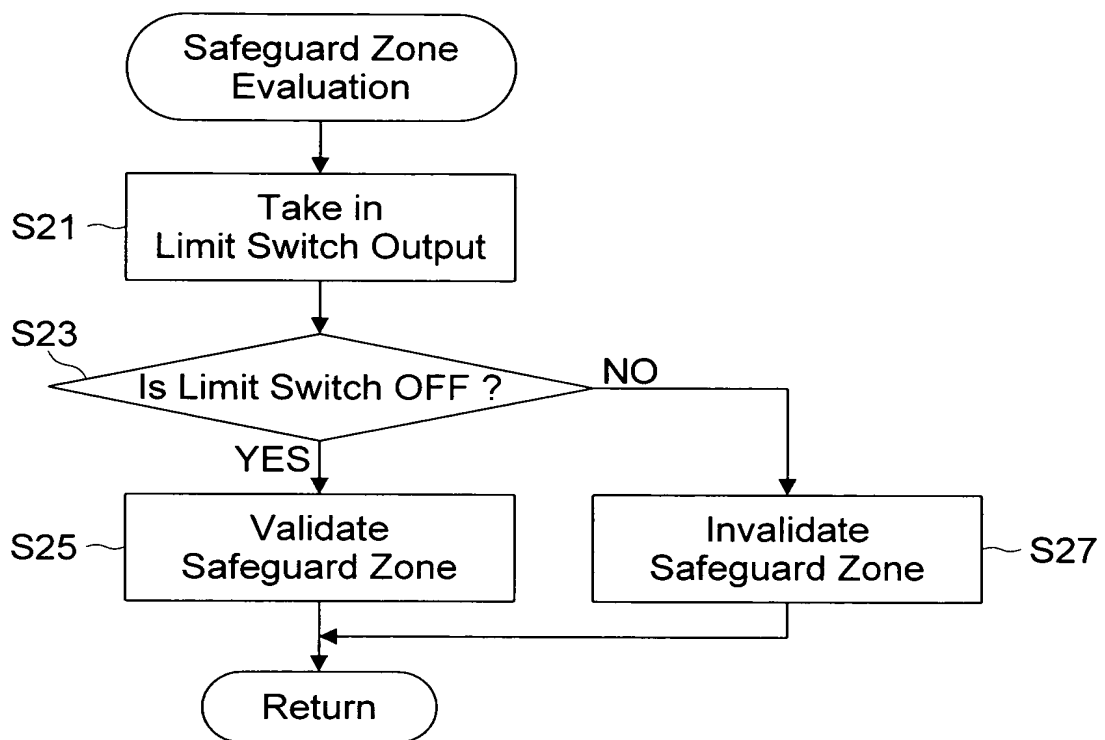 Safeguard Zone
Evaluation
S21
Take in
Limit Switch Output
S23
Is Limit Switch OFF ?
NO
YES
S25
Validate
Safeguard Zone
Invalidate
Safeguard Zone
S27
Return